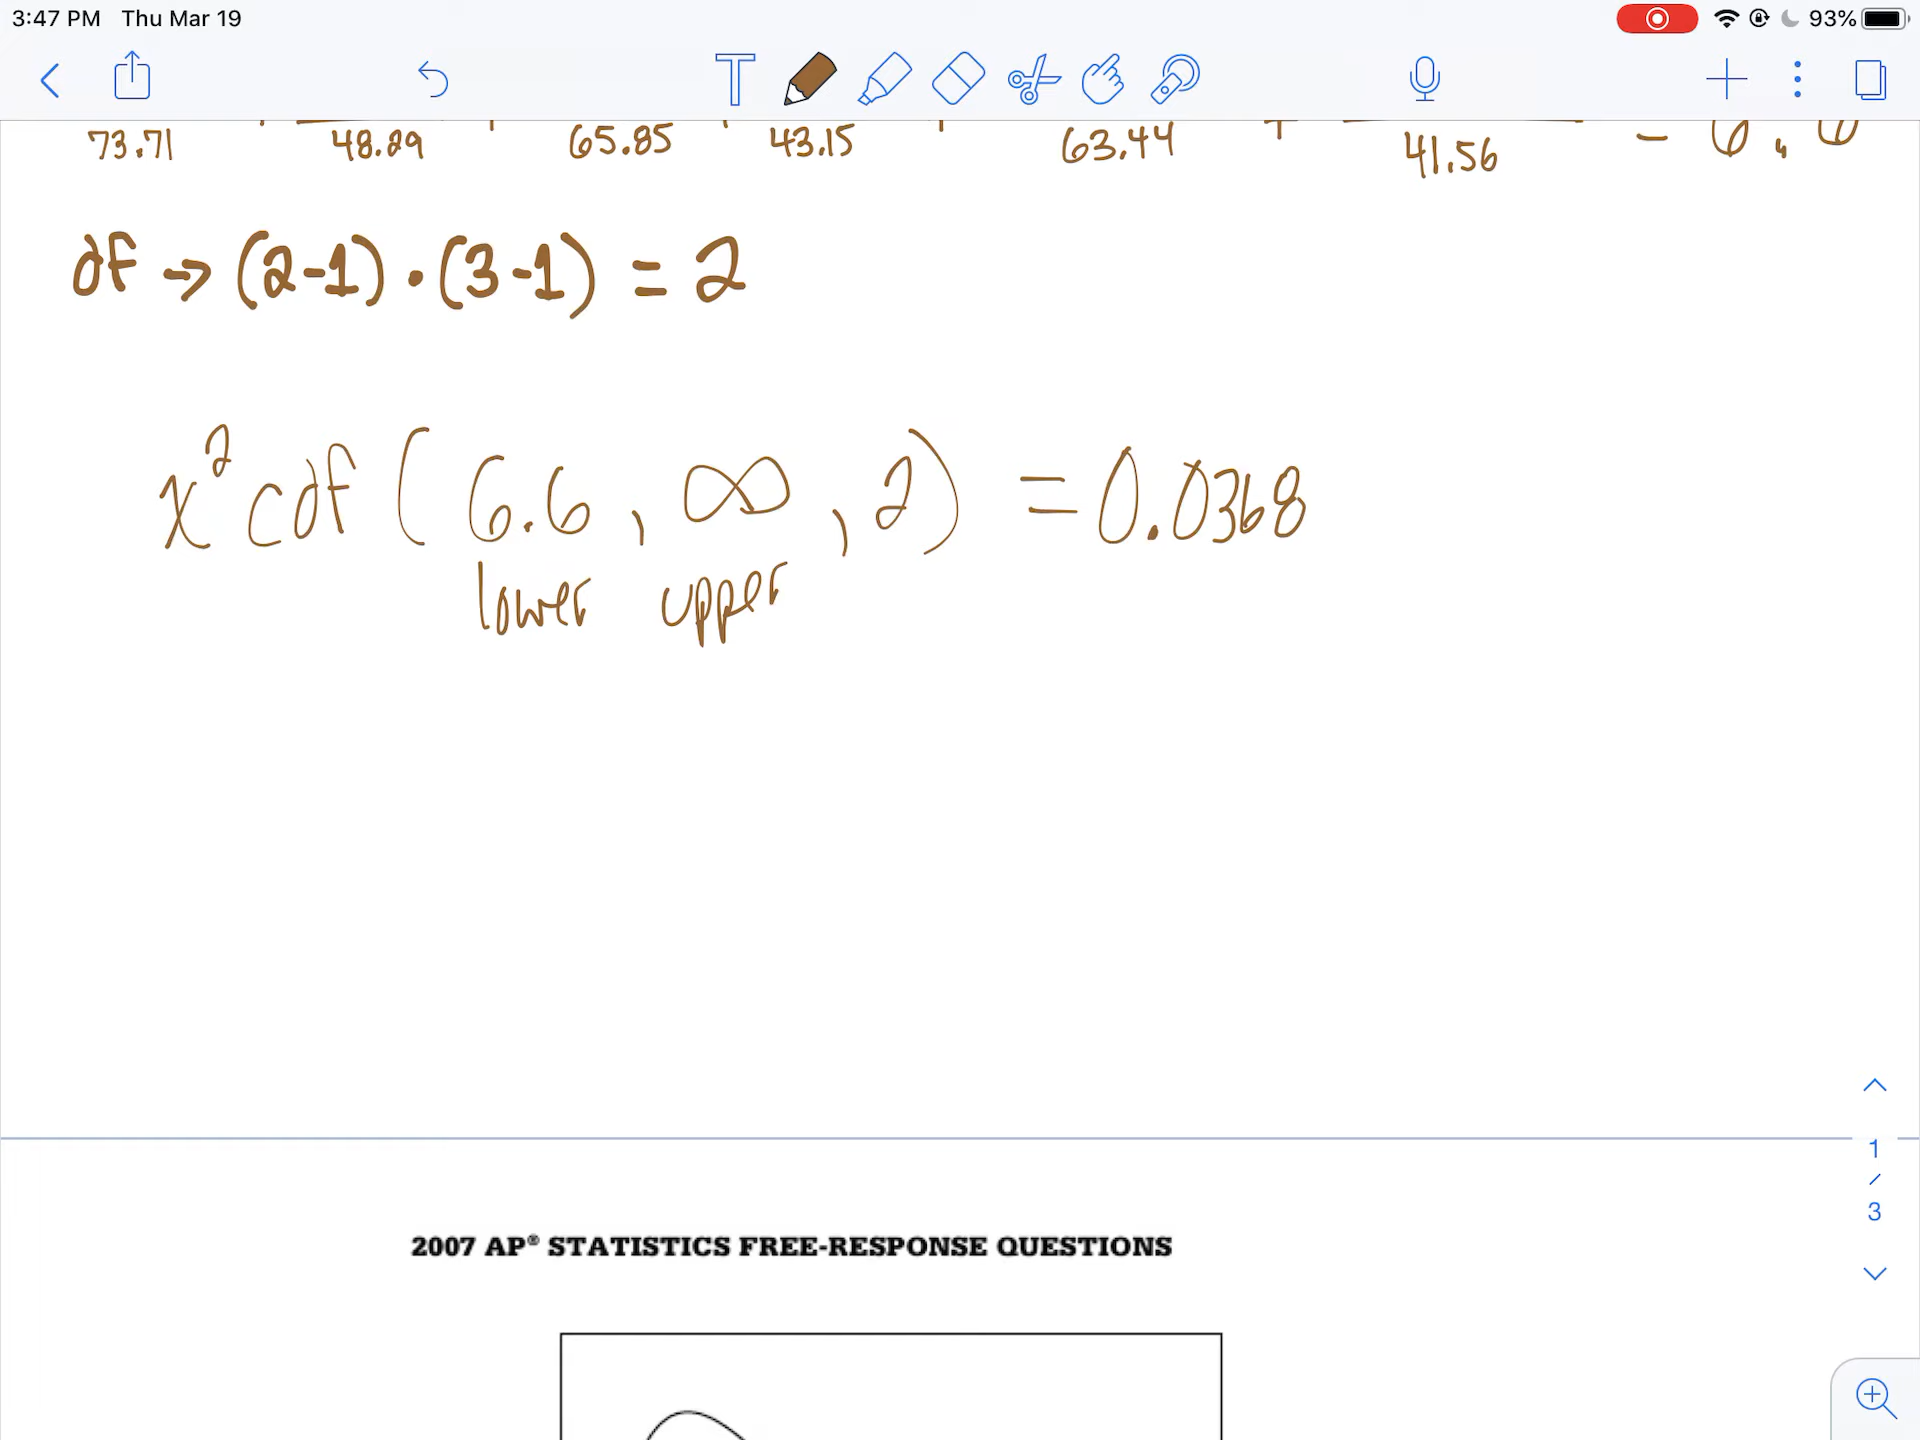 3:47 PM Thu Mar 19 93%
T
73.71 48.29 65.85 43.15 63.44 + 41.56
df → (2-1) · (3-1) = 2
x² cdf ( 6.6 , ∞ , 2) = 0.0368
lower upper
1
/
3
2007 AP® STATISTICS FREE-RESPONSE QUESTIONS